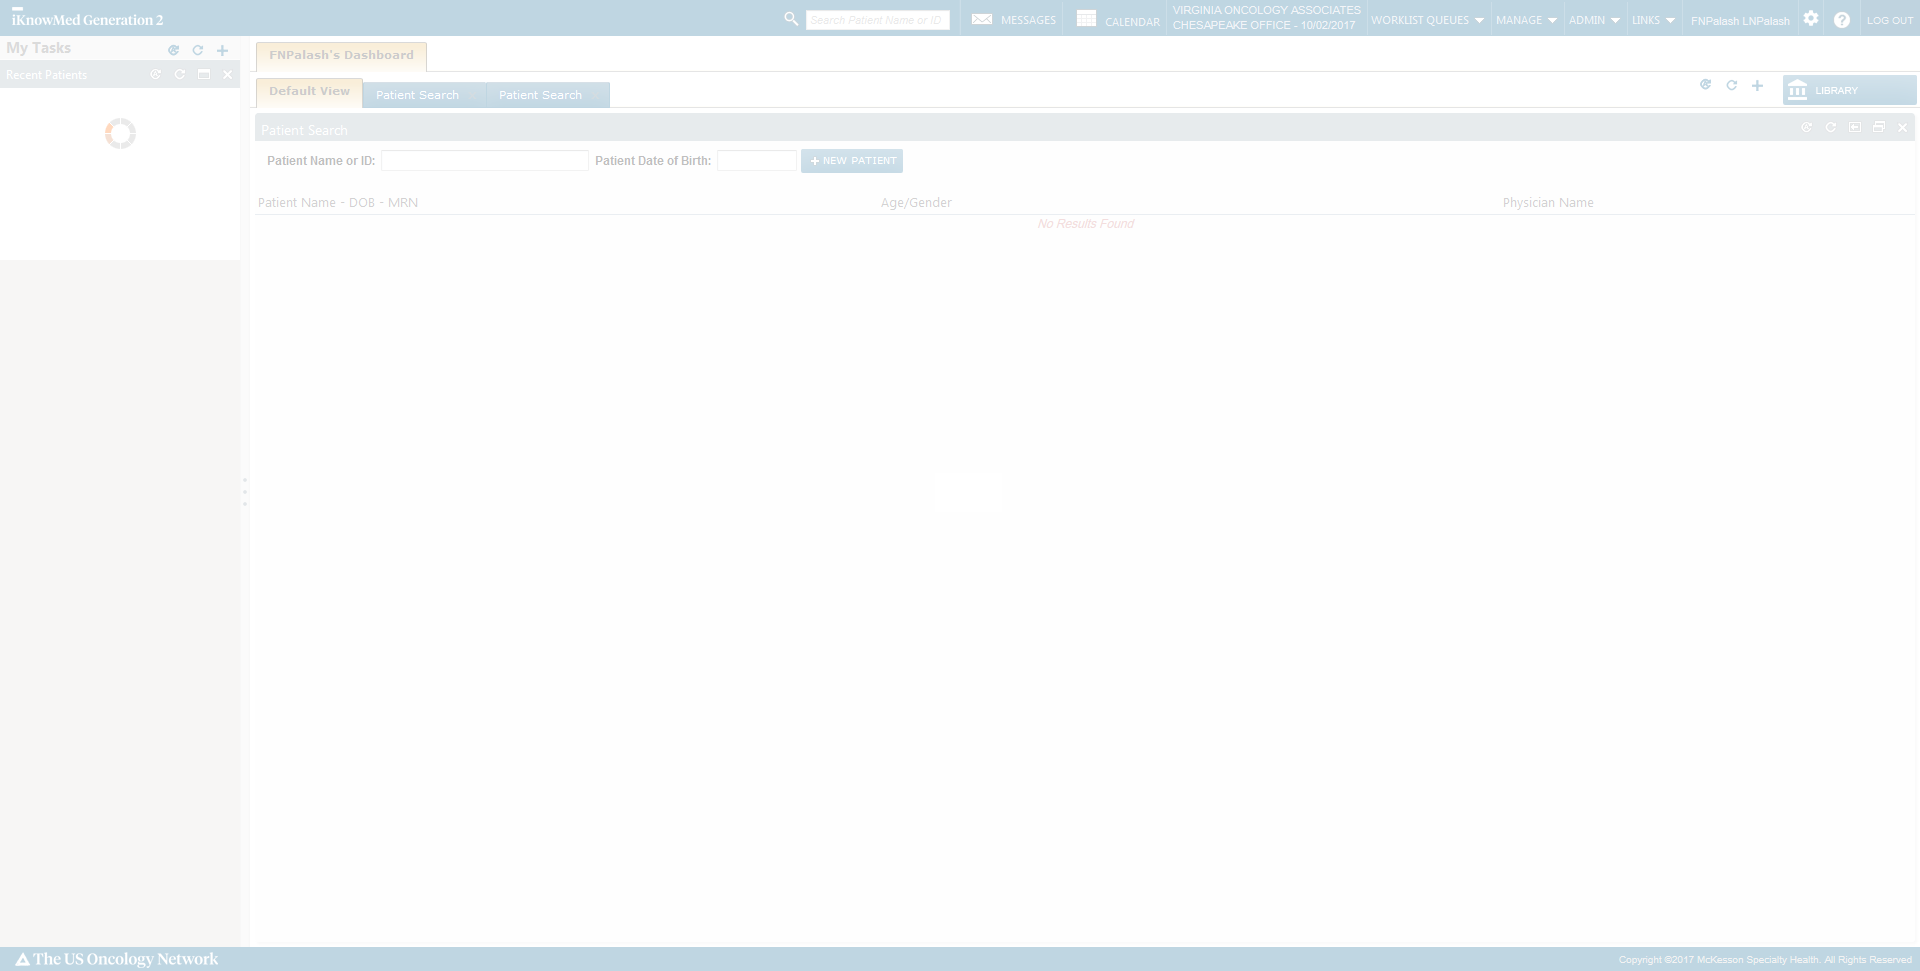 iKnowMed Generation 2
Search Patient Name or ID
MESSAGES
CALENDAR
VIRGINIA ONCOLOGY ASSOCIATES
CHESAPEAKE OFFICE - 10/02/2017
WORKLIST QUEUES
MANAGE
ADMIN
LINKS
FNPalash LNPalash
LOG OUT
My Tasks
Recent Patients
FNPalash's Dashboard
Default View
Patient Search
Patient Search
LIBRARY
Patient Search
Patient Name or ID:
Patient Date of Birth:
NEW PATIENT
Patient Name - DOB - MRN
Age/Gender
Physician Name
No Results Found
The US Oncology Network
Copyright ©2017 McKesson Specialty Health. All Rights Reserved